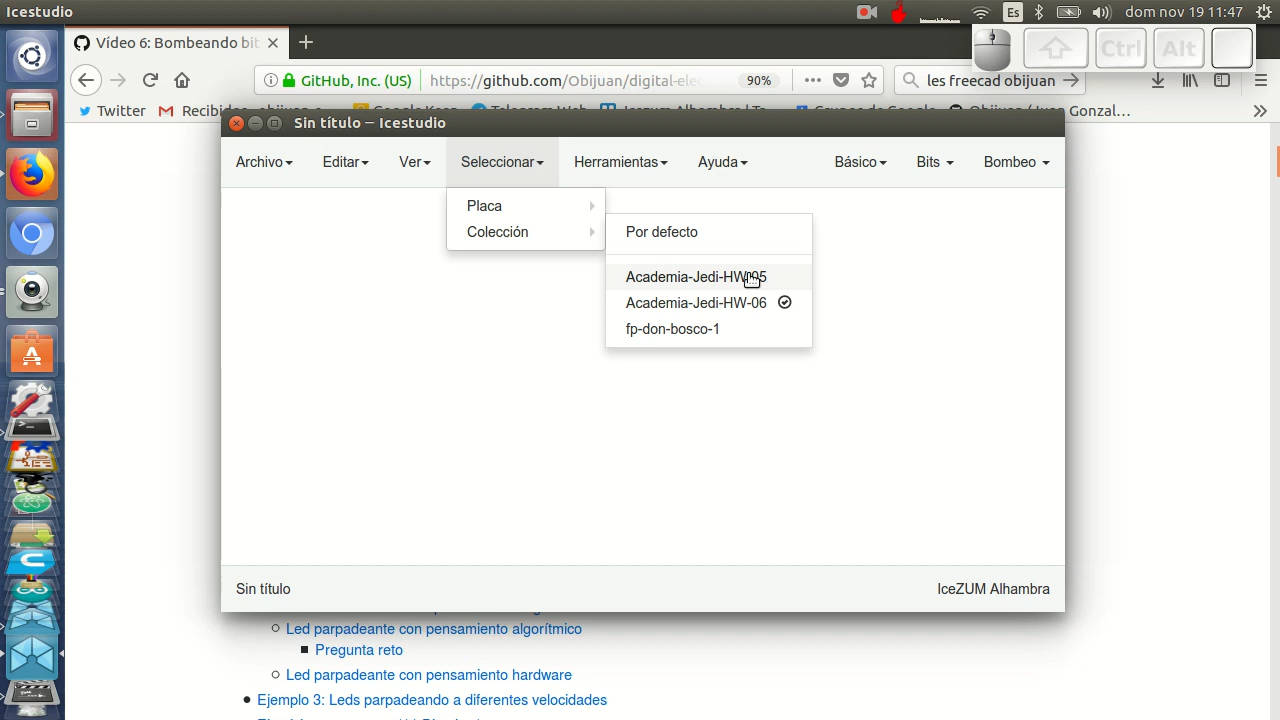 Icestudio
Es
dom nov 19 11:47
Vídeo 6: Bombeando bit
Ctrl
Alt
GitHub, Inc. (US)
https://github.com/Obijuan/digital-ele
90%
les freecad obijuan
Twitter
Gonzal…
Sin título — Icestudio
Archivo
Editar
Ver
Seleccionar
Herramientas
Ayuda
Básico
Bits
Bombeo
Placa
Colección
Por defecto
Academia-Jedi-HW-05
Academia-Jedi-HW-06
fp-don-bosco-1
Sin título
IceZUM Alhambra
Led parpadeante con pensamiento algorítmico
Pregunta reto
Led parpadeante con pensamiento hardware
Ejemplo 3: Leds parpadeando a diferentes velocidades